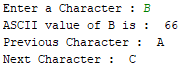 Enter a Character : B
ASCII value of B is :  66
Previous Character :  A
Next Character :  C